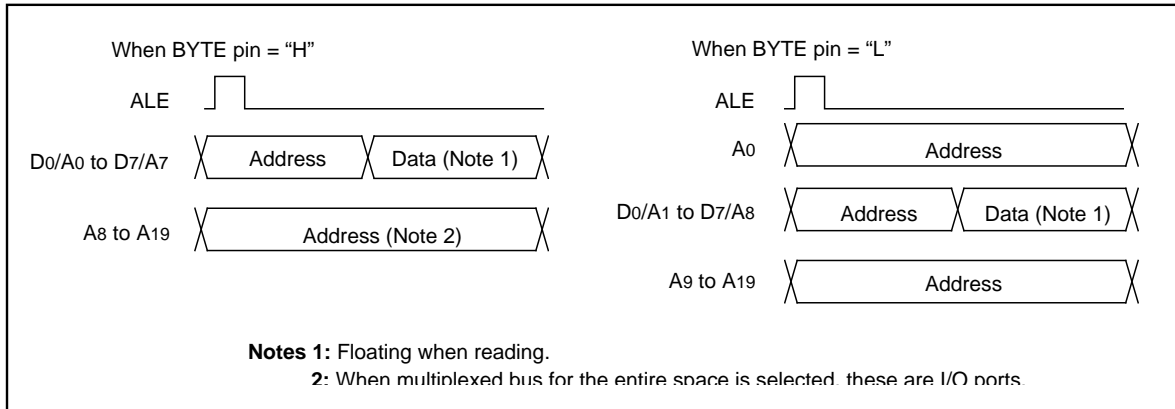 When BYTE pin = “H”
ALE
D0/A0 to D7/A7
Address
Data (Note 1)
A8 to A19
Address (Note 2)
When BYTE pin = “L”
ALE
A0
Address
D0/A1 to D7/A8
Address
Data (Note 1)
A9 to A19
Address
Notes 1: Floating when reading.
2: When multiplexed bus for the entire space is selected, these are I/O ports.